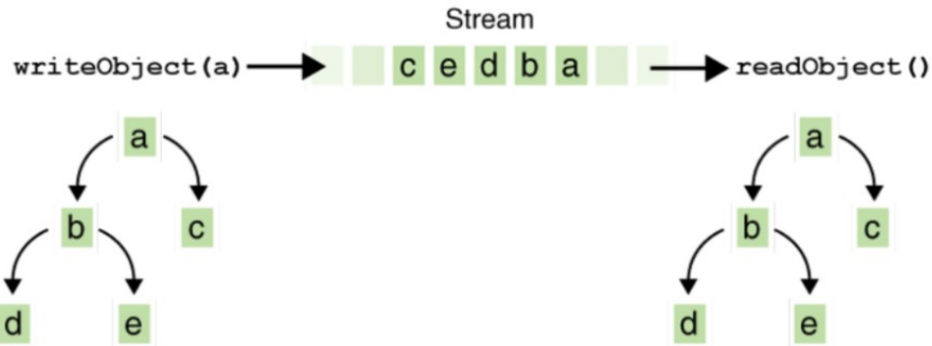 Stream
writeObject(a) c e d b a readObject()
a a
b c b c
d e d e